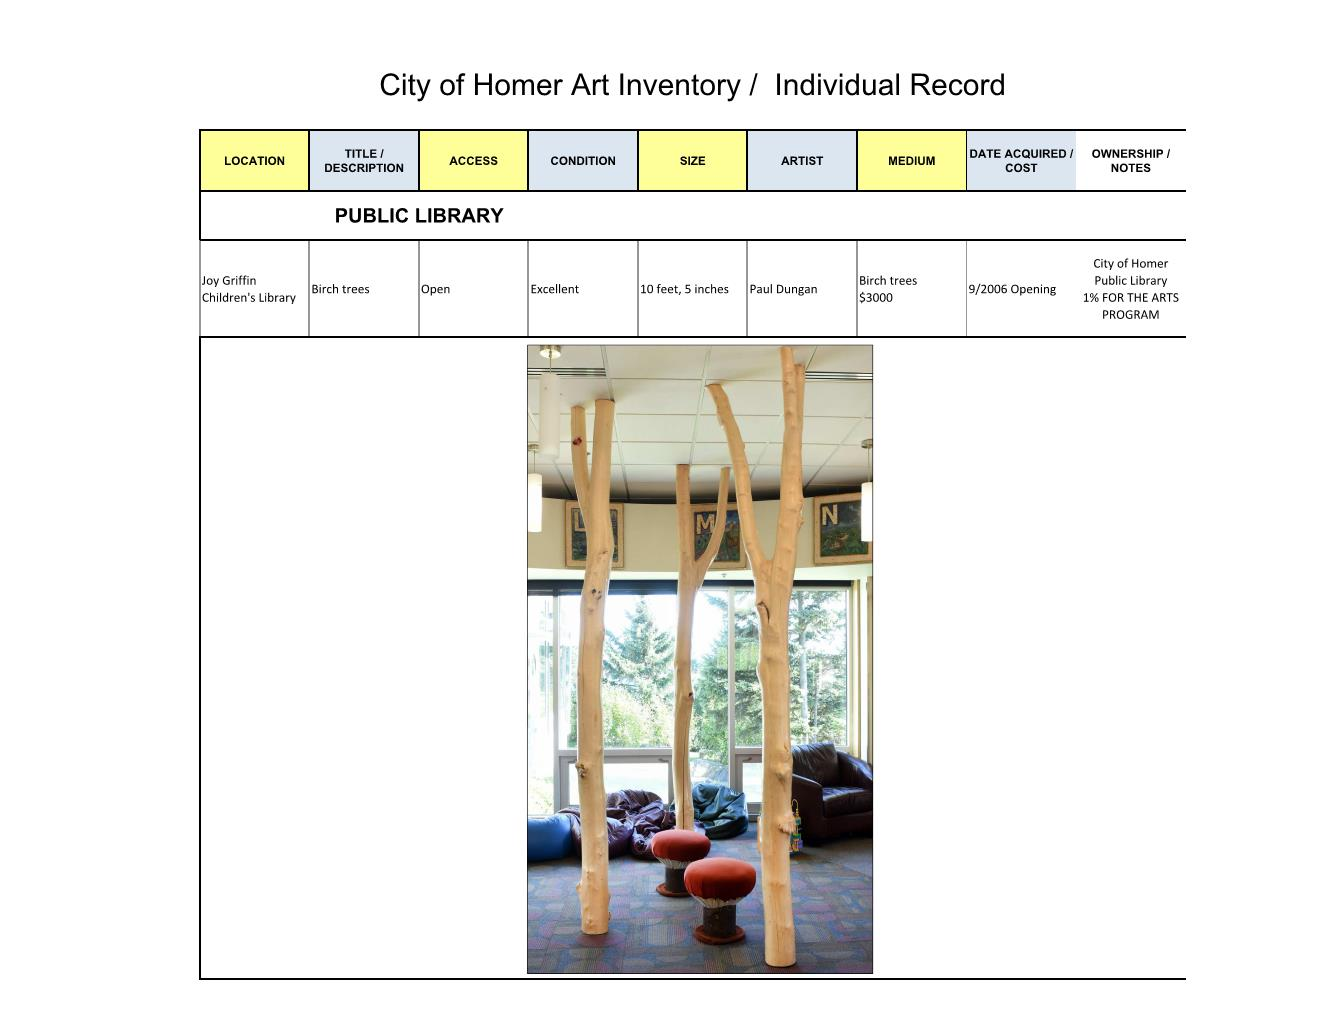 City of Homer Art Inventory /  Individual Record
LOCATION
TITLE /
DESCRIPTION
ACCESS
CONDITION
SIZE
ARTIST
MEDIUM
DATE ACQUIRED /
COST
OWNERSHIP /
NOTES
PUBLIC LIBRARY
Joy Griffin
Children's Library
Birch trees
Open
Excellent
10 feet, 5 inches
Paul Dungan
Birch trees
$3000
9/2006 Opening
City of Homer
Public Library
1% FOR THE ARTS
PROGRAM
L
M
N